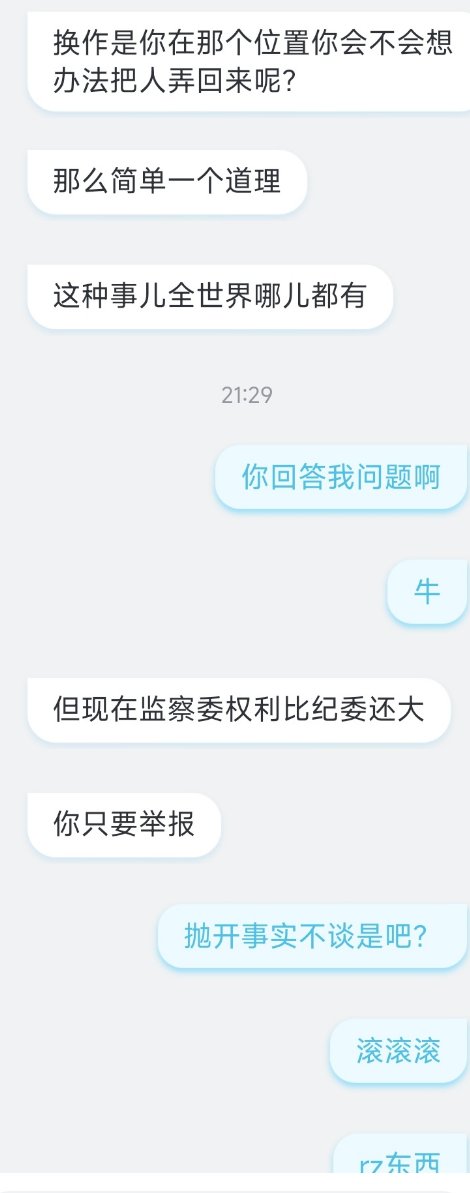 换作是你在那个位置你会不会想
办法把人弄回来呢？
那么简单一个道理
这种事儿全世界哪儿都有
21:29
你回答我问题啊
牛
但现在监察委权利比纪委还大
你只要举报
抛开事实不谈是吧？
滚滚滚
rz东西